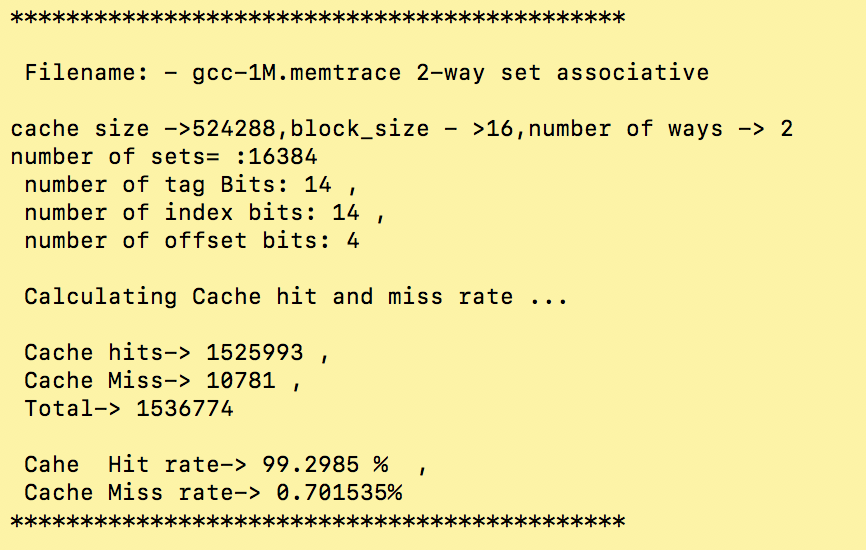 ********************************************
Filename: - gcc-1M.memtrace 2-way set associative
cache size ->524288,block_size - >16,number of ways -> 2
number of sets= :16384
number of tag Bits: 14 ,
number of index bits: 14 ,
number of offset bits: 4
Calculating Cache hit and miss rate ...
Cache hits-> 1525993 ,
Cache Miss-> 10781 ,
Total-> 1536774
Cahe  Hit rate-> 99.2985 %  ,
Cache Miss rate-> 0.701535%
********************************************